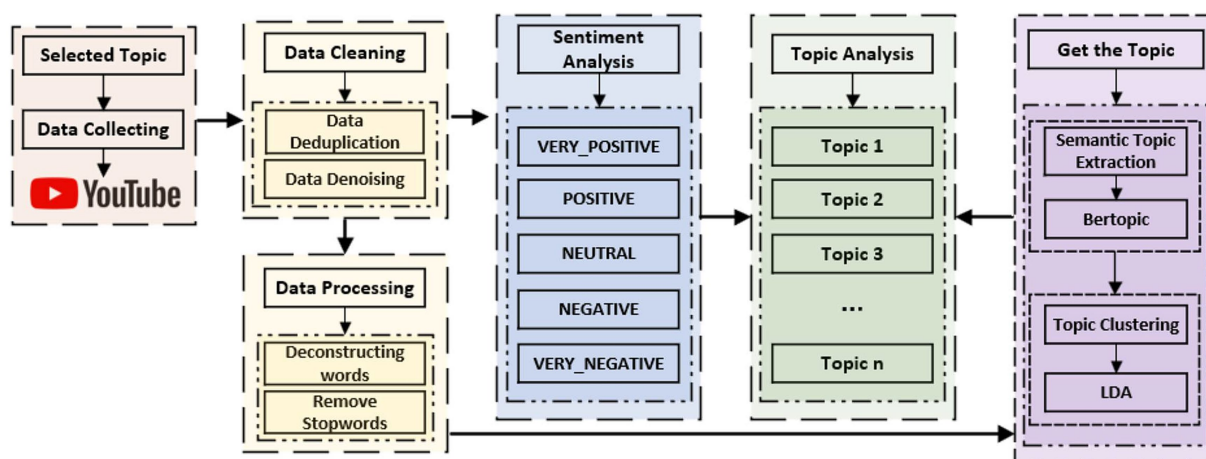 Selected Topic
Data Collecting
YouTube
Data Cleaning
Data
Deduplication
Data Denoising
Data Processing
Deconstructing
words
Remove
Stopwords
Sentiment
Analysis
VERY_POSITIVE
POSITIVE
NEUTRAL
NEGATIVE
VERY_NEGATIVE
Topic Analysis
Topic 1
Topic 2
Topic 3
...
Topic n
Get the Topic
Semantic Topic
Extraction
Bertopic
Topic Clustering
LDA